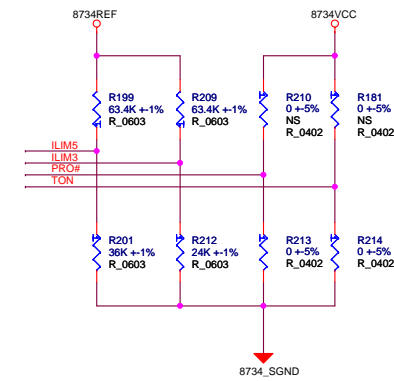 8734REF
8734VCC
R199
63.4K +-1%
R_0603
R209
63.4K +-1%
R_0603
R210
0 +-5%
NS
R_0402
R181
0 +-5%
NS
R_0402
ILIM5
ILIM3
PRO#
TON
R201
36K +-1%
R_0603
R212
24K +-1%
R_0603
R213
0 +-5%
R_0402
R214
0 +-5%
R_0402
8734_SGND